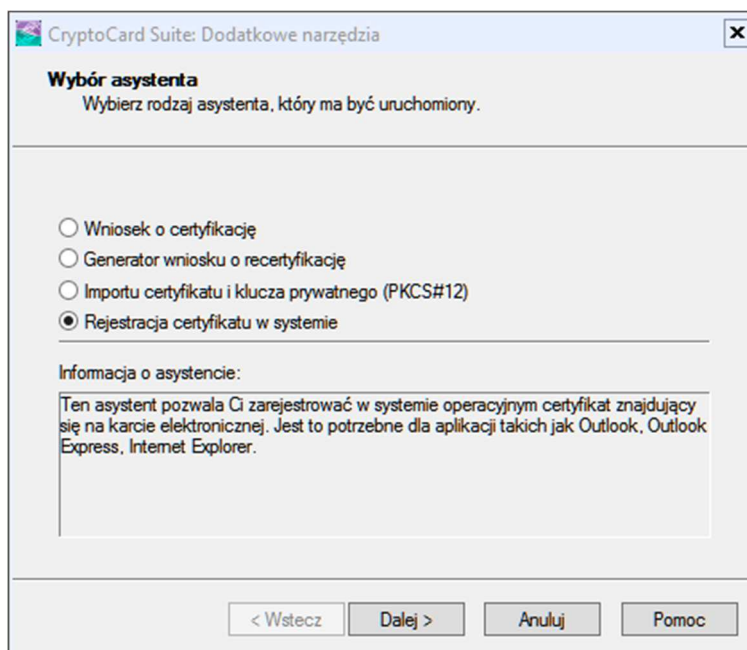 CryptoCard Suite: Dodatkowe narzędzia
Wybór asystenta
Wybierz rodzaj asystenta, który ma być uruchomiony.
Wniosek o certyfikację
Generator wniosku o recertyfikację
Importu certyfikatu i klucza prywatnego (PKCS#12)
Rejestracja certyfikatu w systemie
Informacja o asystencie:
Ten asystent pozwala Ci zarejestrować w systemie operacyjnym certyfikat znajdujący
się na karcie elektronicznej. Jest to potrzebne dla aplikacji takich jak Outlook, Outlook
Express, Internet Explorer.
< Wstecz Dalej > Anuluj Pomoc